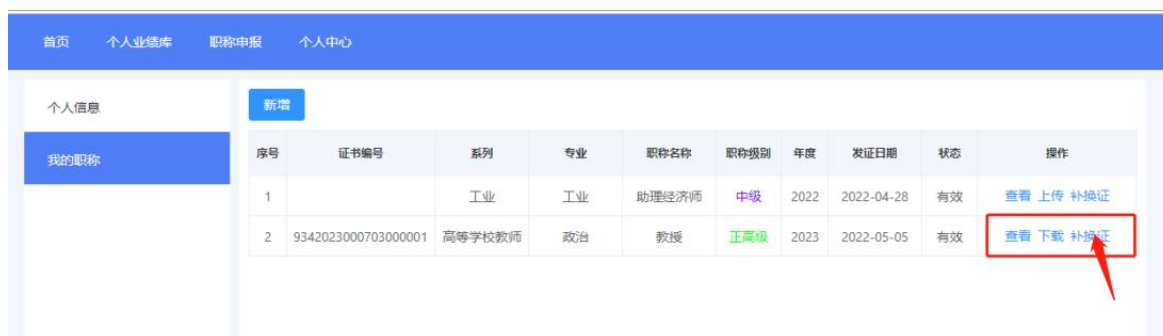 首页 个人业绩库 职称申报 个人中心
个人信息
新增
我的职称
序号 证书编号 系列 专业 职称名称 职称级别 年度 发证日期 状态 操作
1 工业 工业 助理经济师 中级 2022 2022-04-28 有效 查看 上传 补换证
2 9342023000703000001 高等学校教师 政治 教授 正高级 2023 2022-05-05 有效 查看 下载 补换证